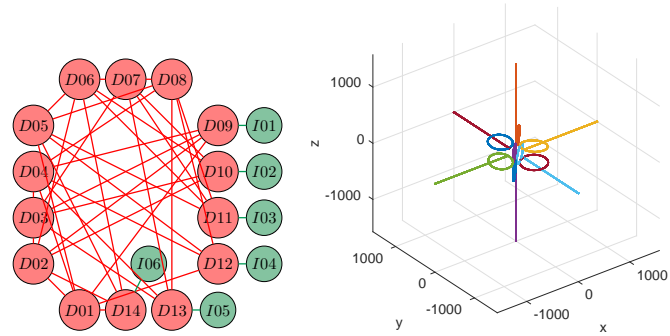 D06 D07 D08
D05 D09 I01
D04 D10 I02
D03 D11 I03
D02 I06 D12 I04
D01 D14 D13 I05
1000
0
-1000
z
1000
0
-1000
y
-1000
0
1000
x